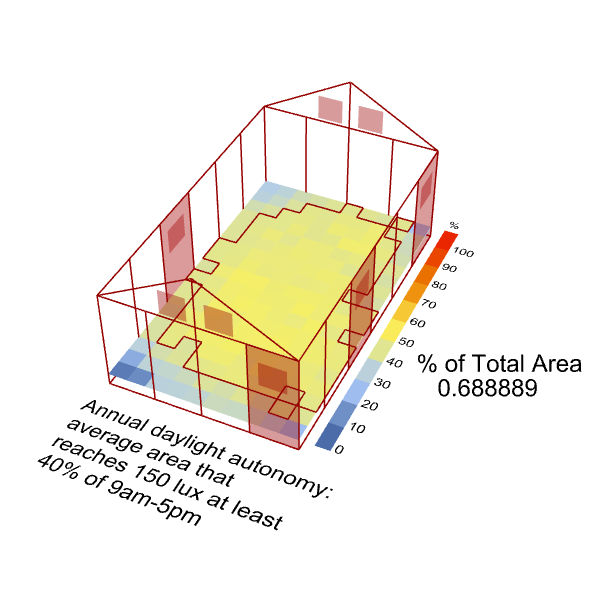 %
100
90
80
70
60
50
40
30
20
10
0
% of Total Area
0.688889
Annual daylight autonomy:
average area that
reaches 150 lux at least
40% of 9am-5pm